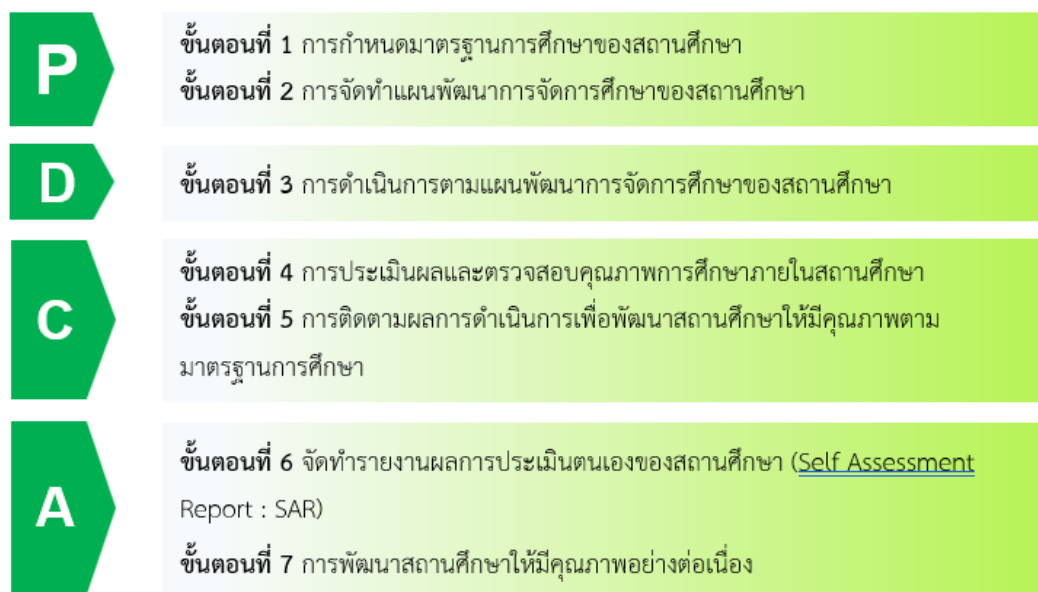 P
ขั้นตอนที่ 1 การกำหนดมาตรฐานการศึกษาของสถานศึกษา
ขั้นตอนที่ 2 การจัดทำแผนพัฒนาการจัดการศึกษาของสถานศึกษา
D
ขั้นตอนที่ 3 การดำเนินการตามแผนพัฒนาการจัดการศึกษาของสถานศึกษา
C
ขั้นตอนที่ 4 การประเมินผลและตรวจสอบคุณภาพการศึกษาภายในสถานศึกษา
ขั้นตอนที่ 5 การติดตามผลการดำเนินการเพื่อพัฒนาสถานศึกษาให้มีคุณภาพตาม
มาตรฐานการศึกษา
A
ขั้นตอนที่ 6 จัดทำรายงานผลการประเมินตนเองของสถานศึกษา (Self Assessment
Report : SAR)
ขั้นตอนที่ 7 การพัฒนาสถานศึกษาให้มีคุณภาพอย่างต่อเนื่อง